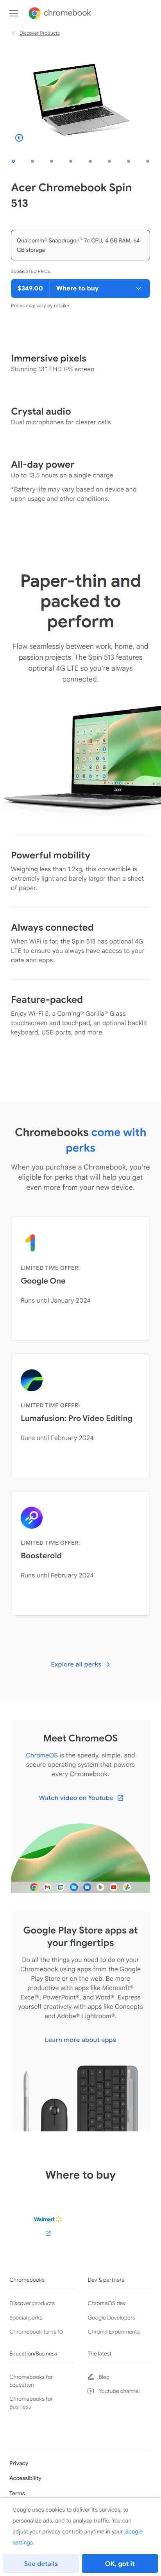 chromebook
Discover Products
Acer Chromebook Spin
513
Qualcomm® Snapdragon™ 7c CPU, 4 GB RAM, 64
GB storage
SUGGESTED PRICE
$349.00 Where to buy
Prices may vary by retailer.
Immersive pixels
Stunning 13” FHD IPS screen
Crystal audio
Dual microphones for clearer calls
All-day power
Up to 13.5 hours on a single charge
*Battery life may vary based on device and
upon usage and other conditions.
Paper-thin and
packed to
perform
Flow seamlessly between work, home, and
passion projects. The Spin 513 features
optional 4G LTE so you're always
connected.
Powerful mobility
Weighing less than 1.2kg, this convertible is
extremely light and barely larger than a sheet
of paper.
Always connected
When WiFi is far, the Spin 513 has optional 4G
LTE to ensure you always have access to your
data and apps.
Feature-packed
Enjoy Wi-Fi 5, a Corning® Gorilla® Glass
touchscreen and touchpad, an optional backlit
keyboard, USB ports, and more.
Chromebooks come with
perks
When you purchase a Chromebook, you're
eligible for perks that will help you get
even more from your new device.
LIMITED TIME OFFER!
Google One
Runs until January 2024
LIMITED TIME OFFER!
Lumafusion: Pro Video Editing
Runs until February 2024
LIMITED TIME OFFER!
Boosteroid
Runs until February 2024
Explore all perks
Meet ChromeOS
ChromeOS is the speedy, simple, and
secure operating system that powers
every Chromebook.
Watch video on Youtube
Google Play Store apps at
your fingertips
Do all the things you need to do on your
Chromebook using apps from the Google
Play Store or on the web. Be more
productive with apps like Microsoft®
Excel®, PowerPoint®, and Word®. Express
yourself creatively with apps like Concepts
and Adobe® Lightroom®.
Learn more about apps
Where to buy
Walmart
Chromebooks
Discover products
Special perks
Chromebook turns 10
Dev & partners
ChromeOS.dev
Google Developers
Chrome Experiments
Education/Business
Chromebooks for
Education
Chromebooks for
Business
The latest
Blog
Youtube channel
Privacy
Accessibility
Terms
Google uses cookies to deliver its services, to
personalise ads, and to analyse traffic. You can
adjust your privacy controls anytime in your Google
settings.
See details OK, got it